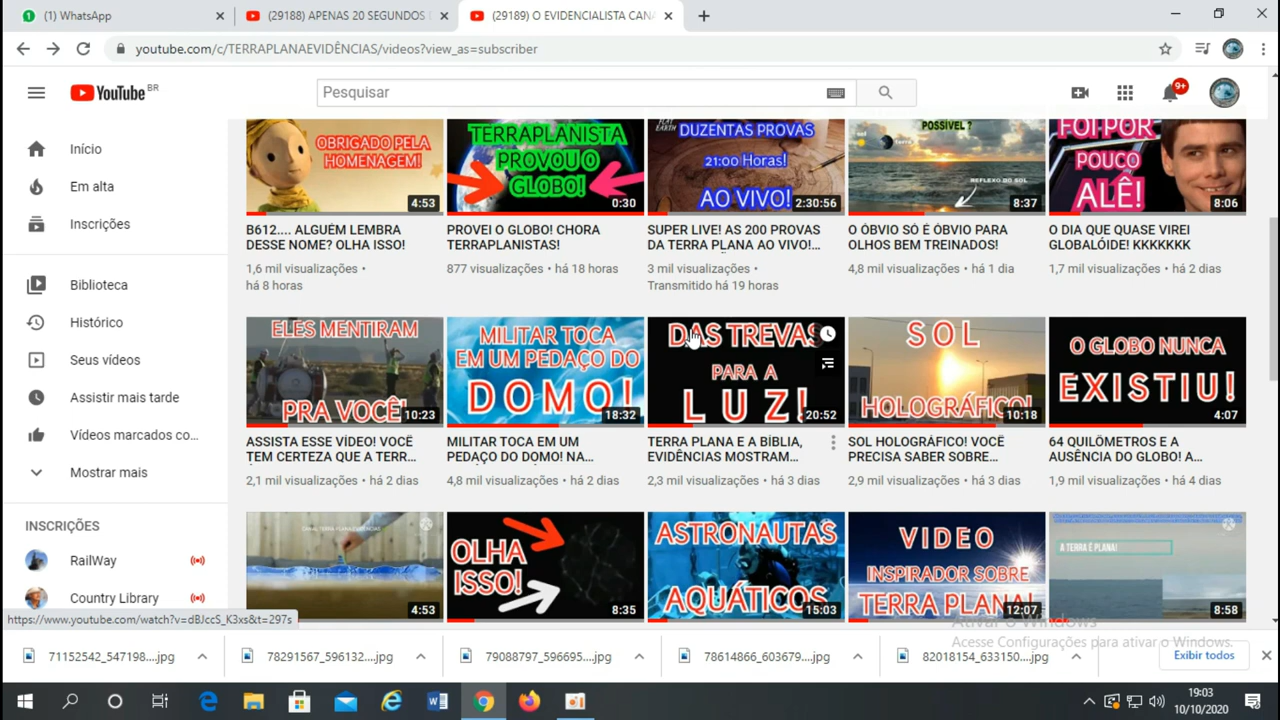 (1) WhatsApp
(29188) APENAS 20 SEGUNDOS
(29189) O EVIDENCIALISTA CANA
youtube.com/c/TERRAPLANAEVIDÊNCIAS/videos?view_as=subscriber
YouTube BR
Pesquisar
9+
Início
Em alta
Inscrições
Biblioteca
Histórico
Seus vídeos
Assistir mais tarde
Vídeos marcados co...
Mostrar mais
INSCRIÇÕES
RailWay
Country Library
OBRIGADO PELA
HOMENAGEM!
4:53
TERRAPLANISTA
PROVOU O
GLOBO!
0:30
DUZENTAS PROVAS
21:00 Horas!
AO VIVO!
2:30:56
POSSÍVEL ?
REFLEXO DO SOL
8:37
FOI POR
POUCO
ALÊ!
8:06
B612.... ALGUÉM LEMBRA
DESSE NOME? OLHA ISSO!
1,6 mil visualizações •
há 8 horas
PROVEI O GLOBO! CHORA
TERRAPLANISTAS!
877 visualizações • há 18 horas
SUPER LIVE! AS 200 PROVAS
DA TERRA PLANA AO VIVO!...
3 mil visualizações •
Transmitido há 19 horas
O ÓBVIO SÓ É ÓBVIO PARA
OLHOS BEM TREINADOS!
4,8 mil visualizações • há 1 dia
O DIA QUE QUASE VIREI
GLOBALÓIDE! KKKKKKK
1,7 mil visualizações • há 2 dias
ELES MENTIRAM
PRA VOCÊ!
10:23
MILITAR TOCA
EM UM PEDAÇO DO
DOMO!
18:32
DAS TREVAS
PARA A
LUZ!
20:52
SOL
HOLOGRÁFICO!
10:18
O GLOBO NUNCA
EXISTIU!
4:07
ASSISTA ESSE VÍDEO! VOCÊ
TEM CERTEZA QUE A TERR...
2,1 mil visualizações • há 2 dias
MILITAR TOCA EM UM
PEDAÇO DO DOMO! NA...
4,8 mil visualizações • há 2 dias
TERRA PLANA E A BÍBLIA,
EVIDÊNCIAS MOSTRAM...
2,3 mil visualizações • há 3 dias
SOL HOLOGRÁFICO! VOCÊ
PRECISA SABER SOBRE...
2,9 mil visualizações • há 3 dias
64 QUILÔMETROS E A
AUSÊNCIA DO GLOBO! A...
1,9 mil visualizações • há 4 dias
4:53
OLHA
ISSO!
8:35
ASTRONAUTAS
AQUÁTICOS
15:03
VIDEO
INSPIRADOR SOBRE
TERRA PLANA!
12:07
A TERRA É PLANA!
8:58
https://www.youtube.com/watch?v=dBJccS_K3xs&t=297s
Ativar o Windows
Acesse Configurações para ativar o Windows.
71152542_547198....jpg
78291567_596132....jpg
79089387_596695....jpg
78614866_603679....jpg
82018154_633150....jpg
Exibir todos
19:03
10/10/2020